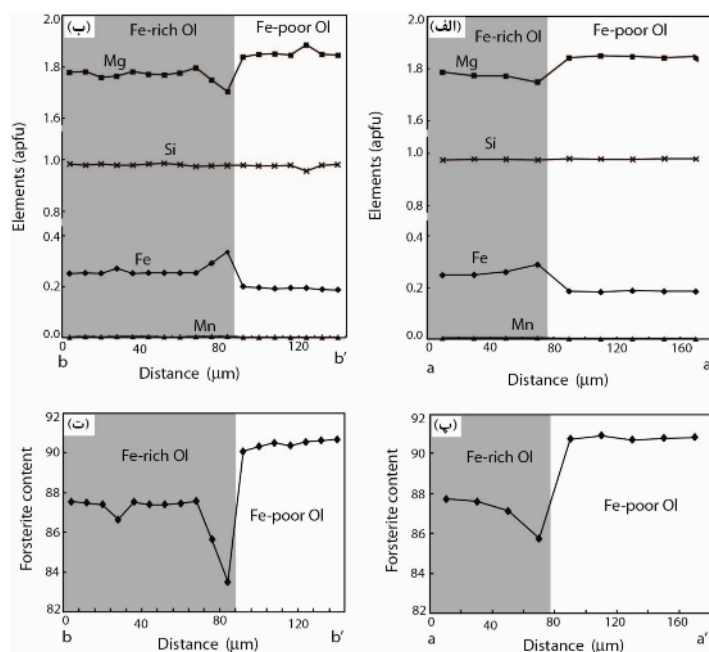 (ب)
Fe-rich Ol
Fe-poor Ol
Mg
Si
Fe
Mn
Elements (apfu)
1.8
1.6
1.0
0.8
0.4
0.2
0.0
0
40
80
120
b
b'
Distance (µm)
(الف)
Fe-rich Ol
Fe-poor Ol
Mg
Si
Fe
Mn
Elements (apfu)
2.0
1.8
1.6
1.0
0.8
0.4
0.2
0.0
0
40
80
120
160
a
a'
Distance (µm)
(ت)
Fe-rich Ol
Fe-poor Ol
Forsterite content
92
90
88
86
84
82
0
40
80
120
b
b'
Distance (µm)
(پ)
Fe-rich Ol
Fe-poor Ol
Forsterite content
92
90
88
86
84
82
0
40
80
120
160
a
a'
Distance (µm)